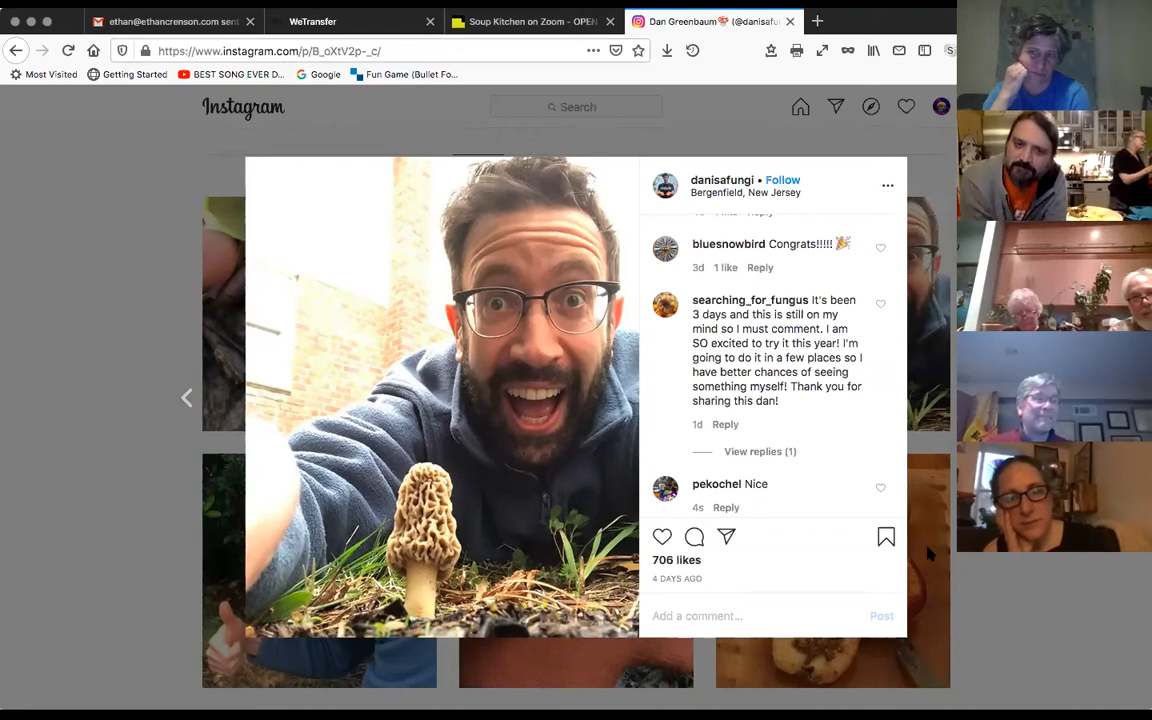 ethan@ethancrenson.com sent
WeTransfer
Soup Kitchen on Zoom - OPEN
Dan Greenbaum (@danisafu
https://www.instagram.com/p/B_oXtV2p-_c/
Most Visited
Getting Started
BEST SONG EVER D...
Google
Fun Game (Bullet Fo...
Instagram
Search
danisafungi • Follow
Bergenfield, New Jersey
bluesnowbird Congrats!!!!! 🎉
3d 1 like Reply
searching_for_fungus It's been
3 days and this is still on my
mind so I must comment. I am
SO excited to try it this year! I'm
going to do it in a few places so I
have better chances of seeing
something myself! Thank you for
sharing this dan!
1d Reply
View replies (1)
pekochel Nice
4s Reply
706 likes
4 DAYS AGO
Add a comment...
Post